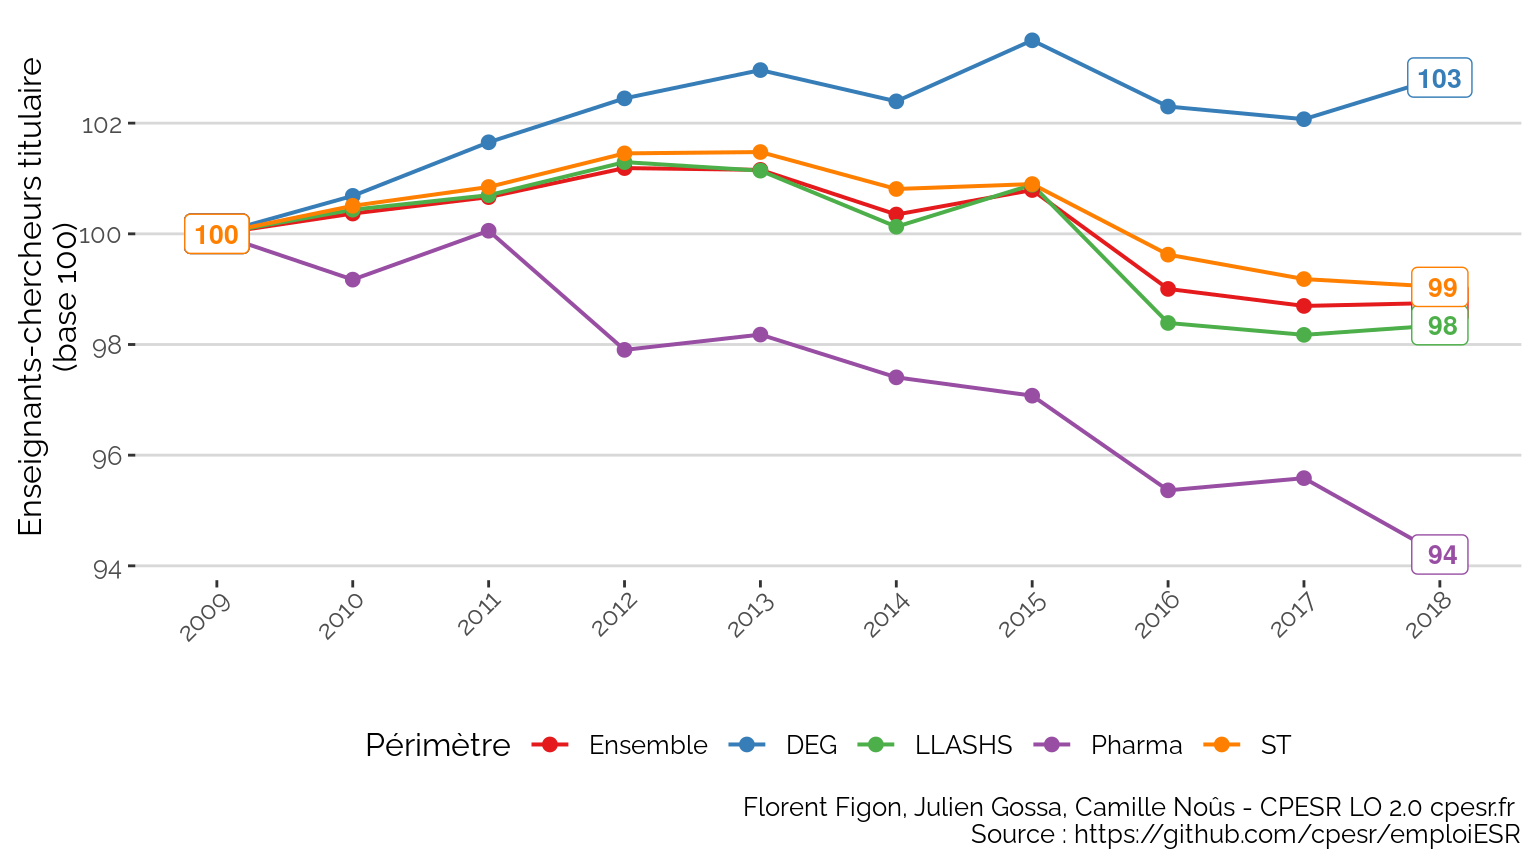 Enseignants-chercheurs titulaire
(base 100)
102
100
98
96
94
100
103
99
98
94
2009
2010
2011
2012
2013
2014
2015
2016
2017
2018
Périmètre
Ensemble
DEG
LLASHS
Pharma
ST
Florent Figon, Julien Gossa, Camille Noûs - CPESR LO 2.0 cpesr.fr
Source : https://github.com/cpesr/emploiESR